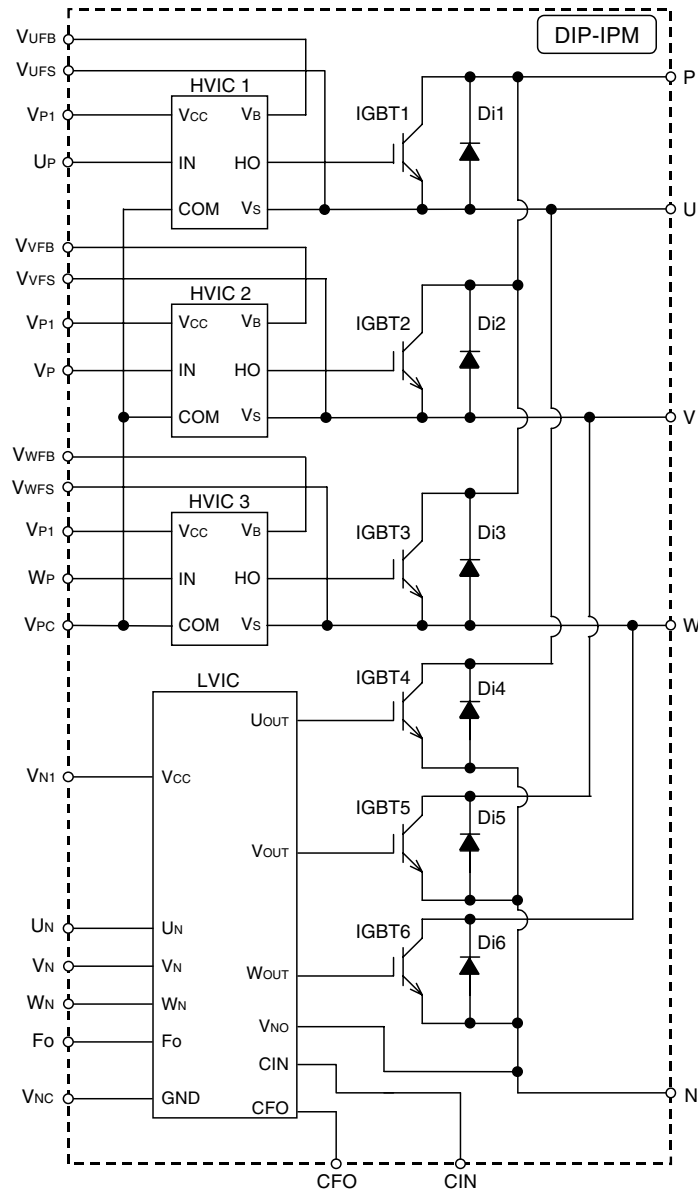 DIP-IPM
VUFB
VUFS
HVIC 1
VP1
VCC
VB
UP
IN
HO
COM
VS
IGBT1
Di1
P
U
VVFB
VVFS
HVIC 2
VP1
VCC
VB
VP
IN
HO
COM
VS
IGBT2
Di2
V
VWFB
VWFS
HVIC 3
VP1
VCC
VB
WP
IN
HO
VPC
COM
VS
IGBT3
Di3
W
LVIC
UOUT
IGBT4
Di4
VN1
VCC
VOUT
IGBT5
Di5
UN
UN
VN
VN
WN
WN
Fo
Fo
VNC
GND
WOUT
IGBT6
Di6
VNO
CIN
CFO
N
CFO
CIN